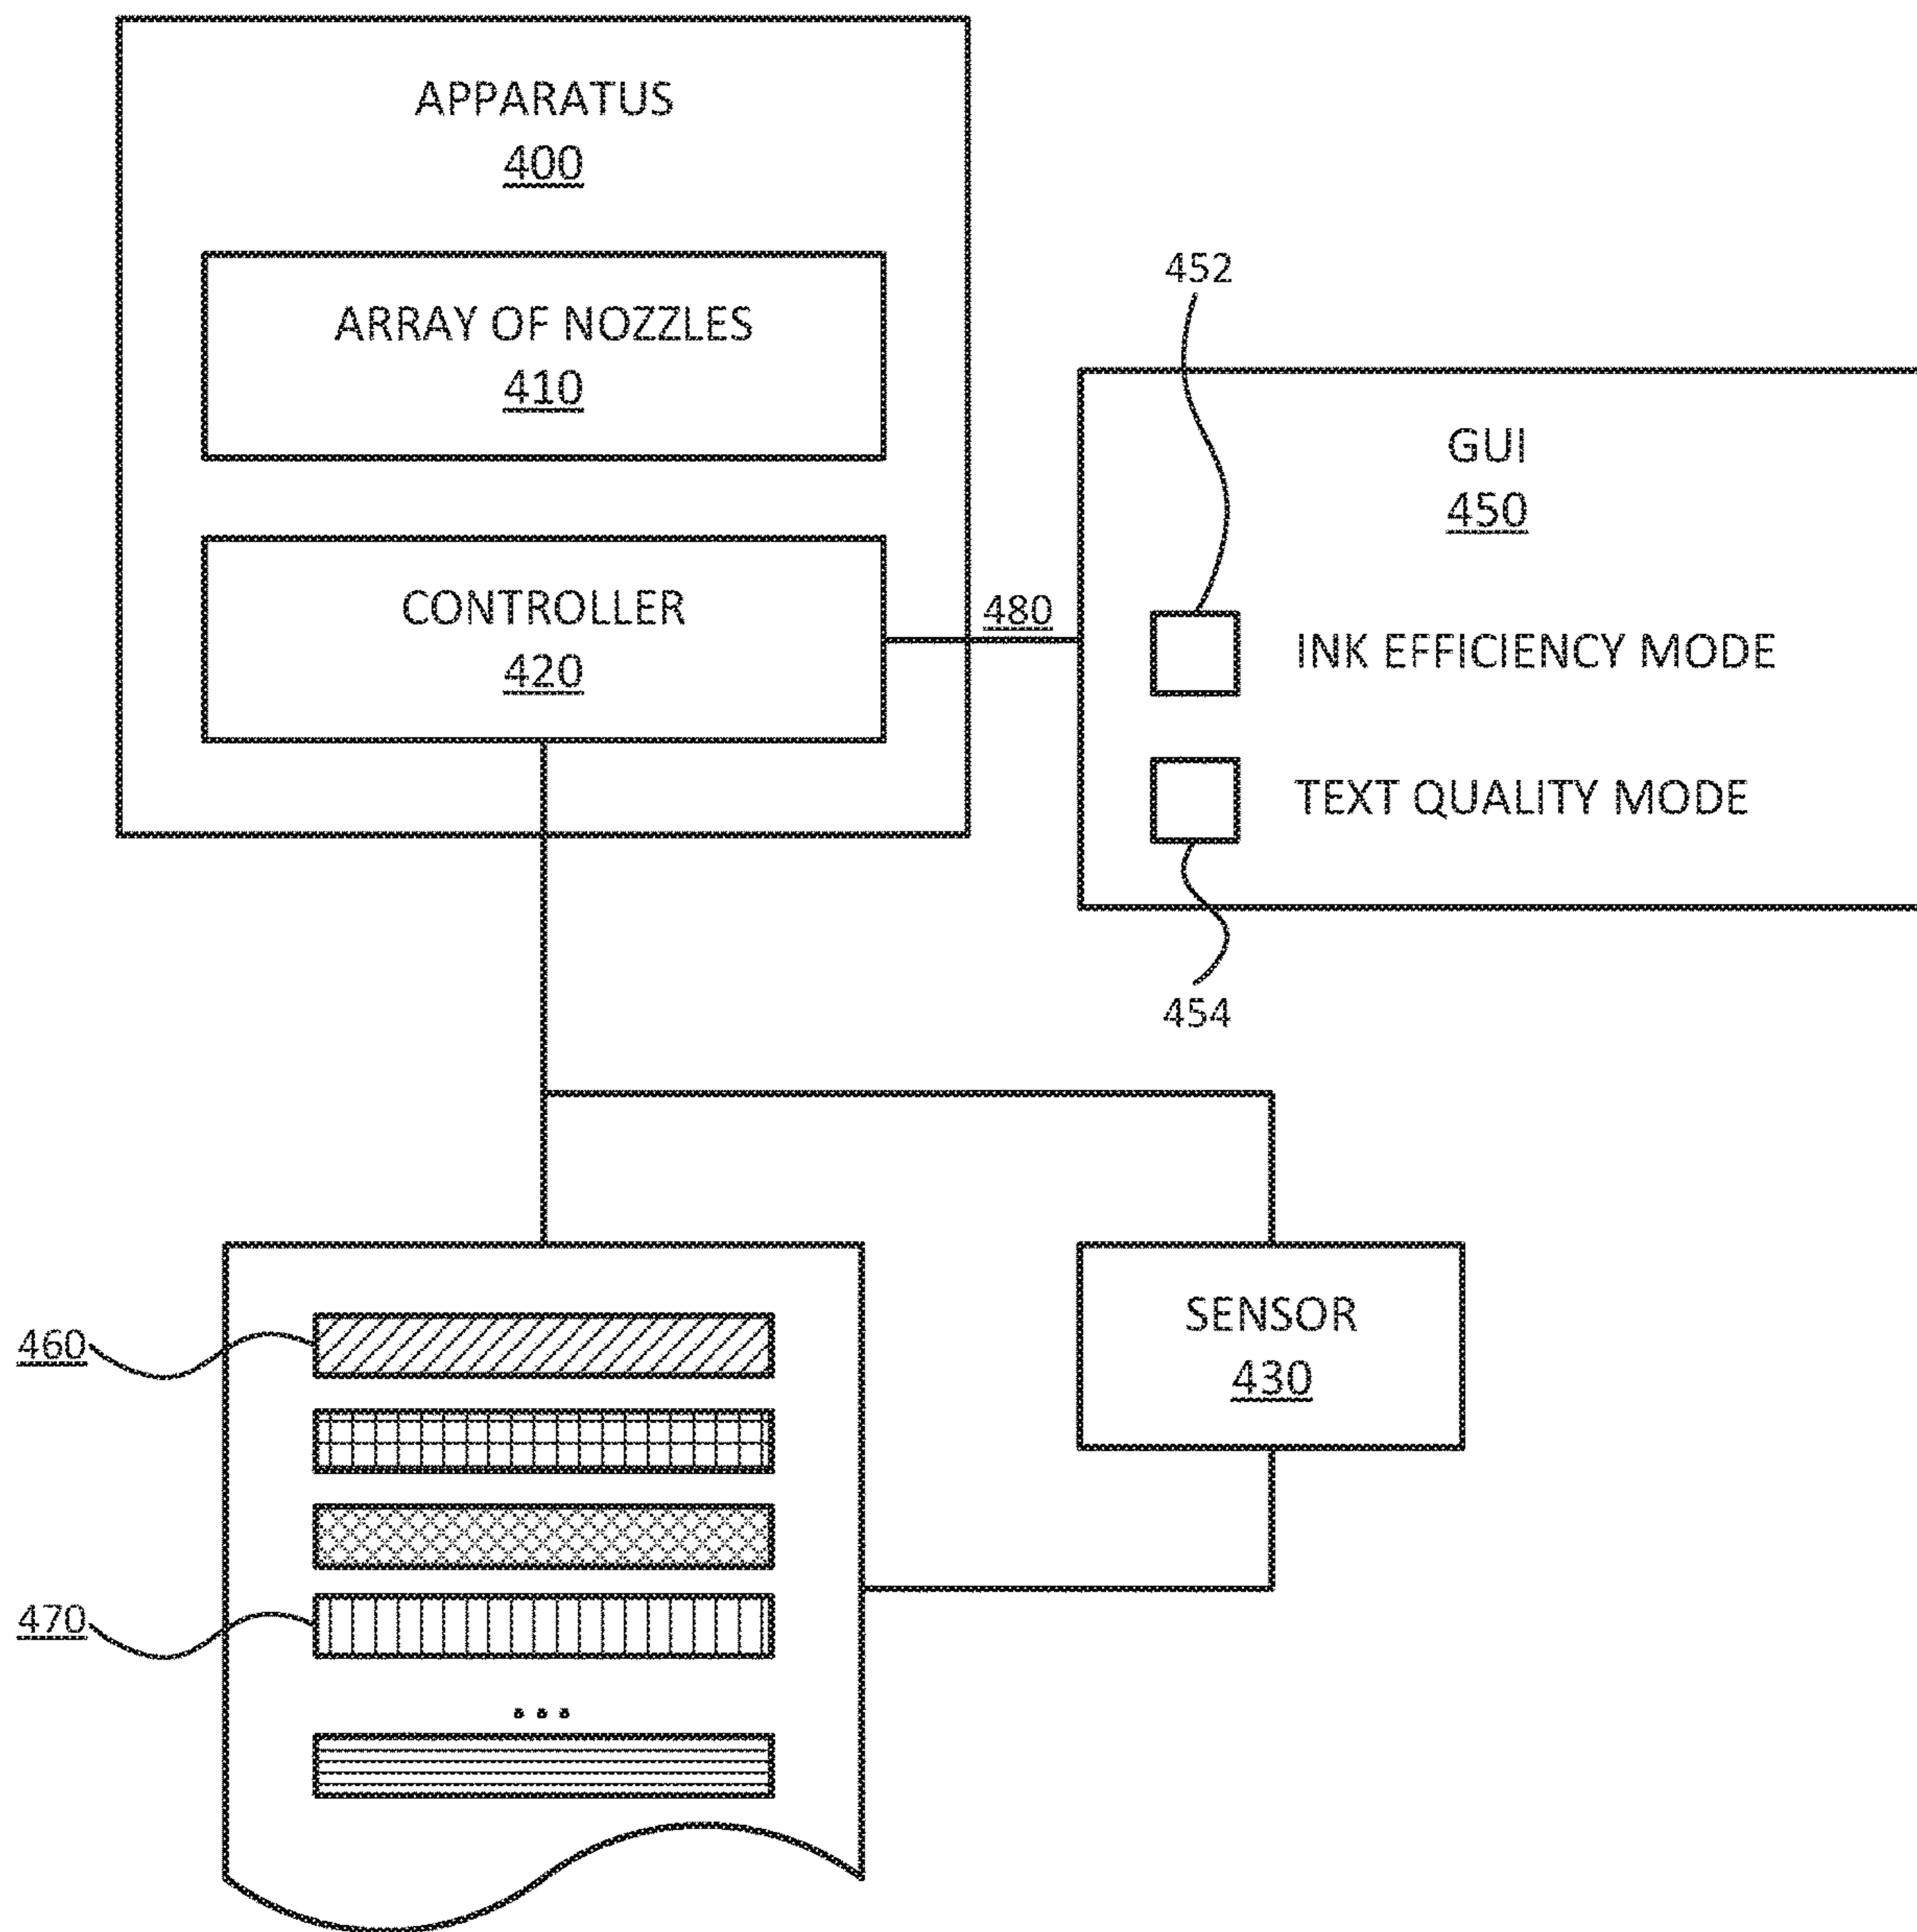 APPARATUS
400
ARRAY OF NOZZLES
410
CONTROLLER
420
480
452
GUI
450
INK EFFICIENCY MODE
TEXT QUALITY MODE
454
SENSOR
430
460
470
...